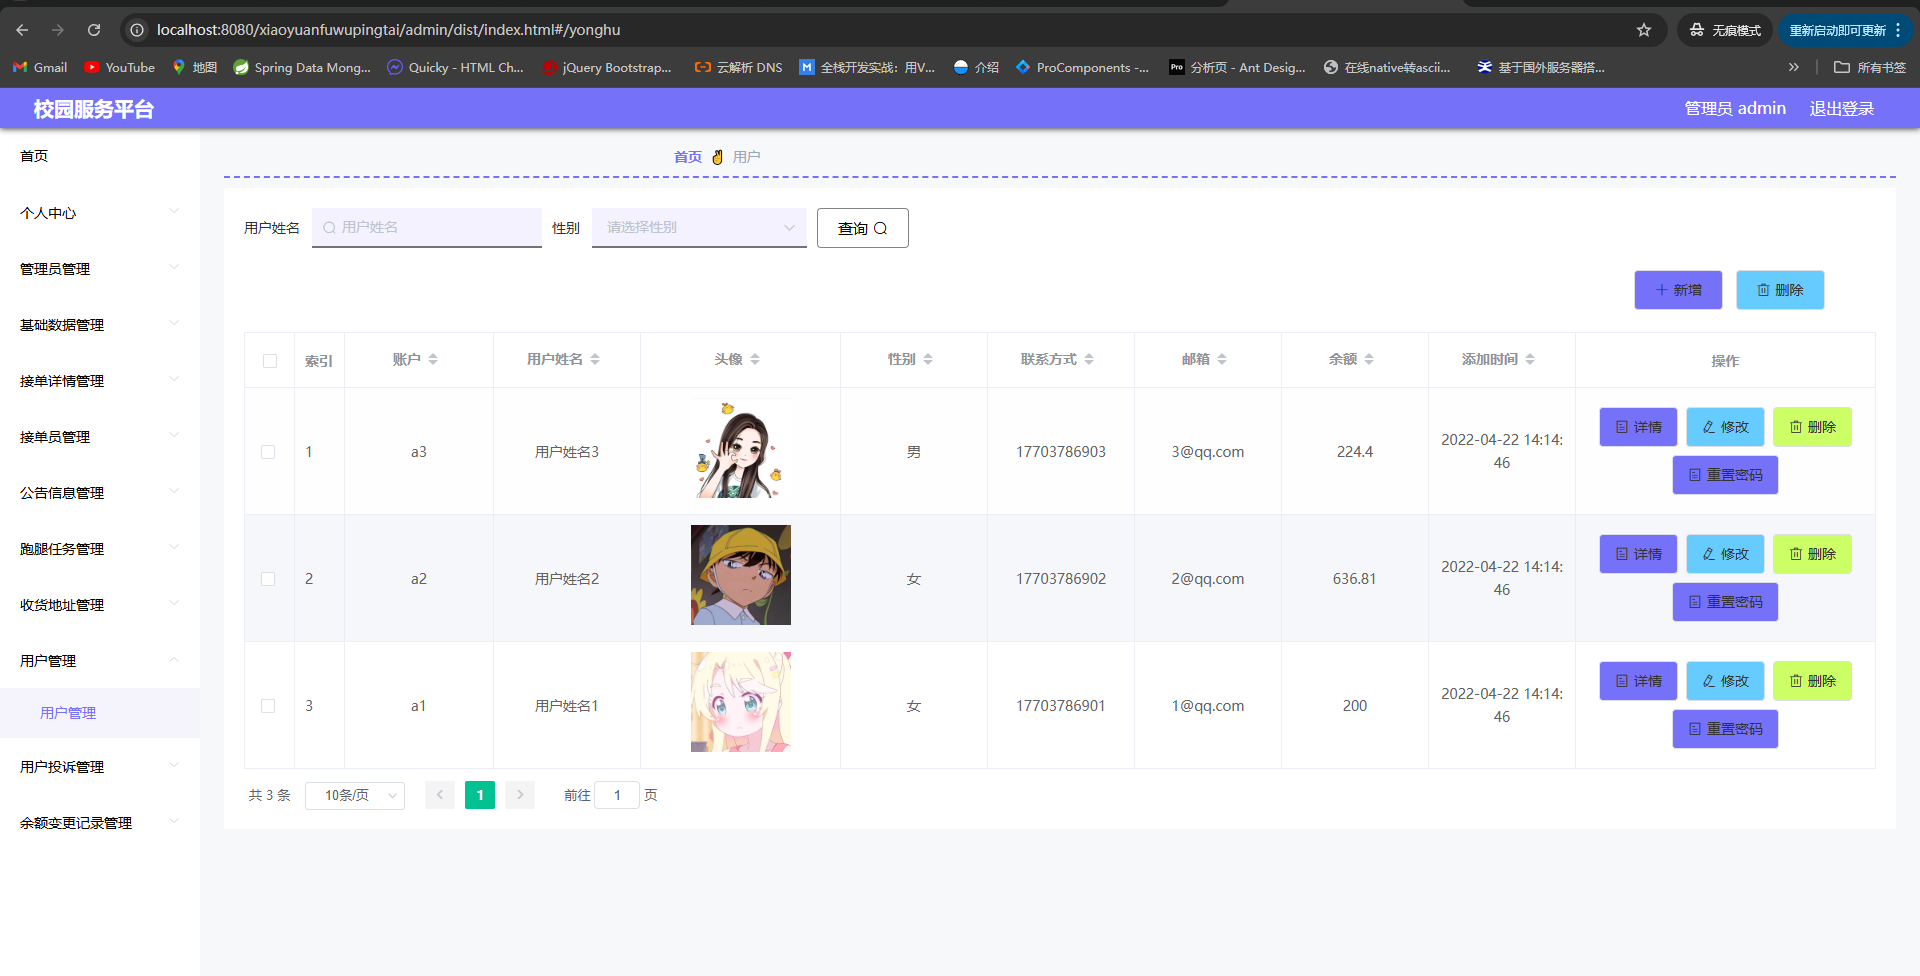 localhost:8080/xiaoyuanfuwupingtai/admin/dist/index.html#/yonghu
无痕模式
重新启动即可更新
Gmail
YouTube
地图
Spring Data Mong...
Quicky - HTML Ch...
jQuery Bootstrap...
云解析 DNS
全栈开发实战：用V...
介绍
ProComponents -...
分析页 - Ant Desig...
在线native转ascii...
基于国外服务器搭...
所有书签
校园服务平台
管理员 admin
退出登录
首页
个人中心
管理员管理
基础数据管理
接单详情管理
接单员管理
公告信息管理
跑腿任务管理
收货地址管理
用户管理
用户管理
用户投诉管理
余额变更记录管理
首页 用户
用户姓名 用户姓名 性别 请选择性别 查询
新增 删除
索引 账户 用户姓名 头像 性别 联系方式 邮箱 余额 添加时间 操作
1 a3 用户姓名3 男 17703786903 3@qq.com 224.4 2022-04-22 14:14:
46
详情 修改 删除
重置密码
2 a2 用户姓名2 女 17703786902 2@qq.com 636.81 2022-04-22 14:14:
46
详情 修改 删除
重置密码
3 a1 用户姓名1 女 17703786901 1@qq.com 200 2022-04-22 14:14:
46
详情 修改 删除
重置密码
共 3 条 10条/页 1 前往 1 页